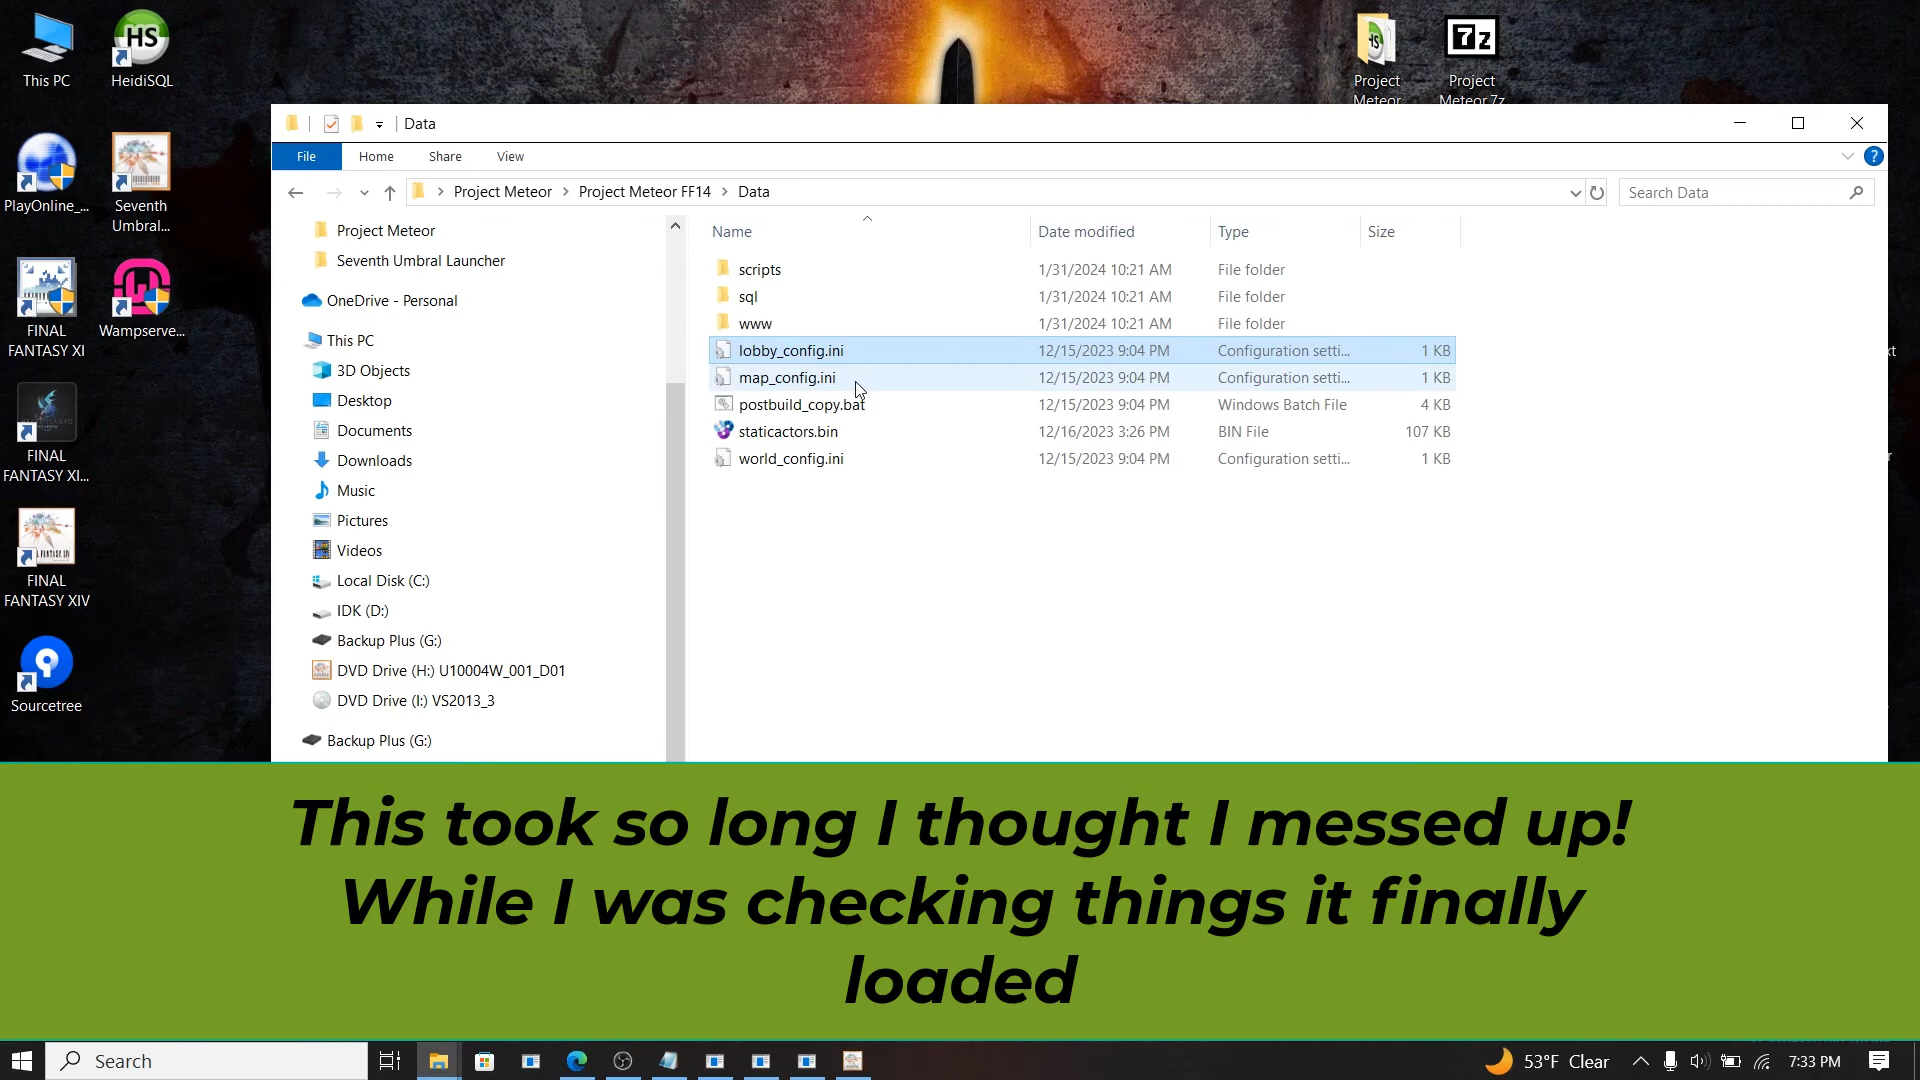 This PC
HeidiSQL
Project
Meteor
Project
Meteor 7z
PlayOnline_...
Seventh
Umbral...
FINAL
FANTASY XI
Wampserve...
FINAL
FANTASY XI...
FINAL
FANTASY XIV
Sourcetree
Data
File
Home
Share
View
Project Meteor
Project Meteor FF14
Data
Search Data
Project Meteor
Seventh Umbral Launcher
OneDrive - Personal
This PC
3D Objects
Desktop
Documents
Downloads
Music
Pictures
Videos
Local Disk (C:)
IDK (D:)
Backup Plus (G:)
DVD Drive (H:) U10004W_001_D01
DVD Drive (I:) VS2013_3
Backup Plus (G:)
Name Date modified Type Size
scripts 1/31/2024 10:21 AM File folder
sql 1/31/2024 10:21 AM File folder
www 1/31/2024 10:21 AM File folder
lobby_config.ini 12/15/2023 9:04 PM Configuration setti... 1 KB
map_config.ini 12/15/2023 9:04 PM Configuration setti... 1 KB
postbuild_copy.bat 12/15/2023 9:04 PM Windows Batch File 4 KB
staticactors.bin 12/16/2023 3:26 PM BIN File 107 KB
world_config.ini 12/15/2023 9:04 PM Configuration setti... 1 KB
This took so long I thought I messed up!
While I was checking things it finally
loaded
Search
53°F Clear
7:33 PM